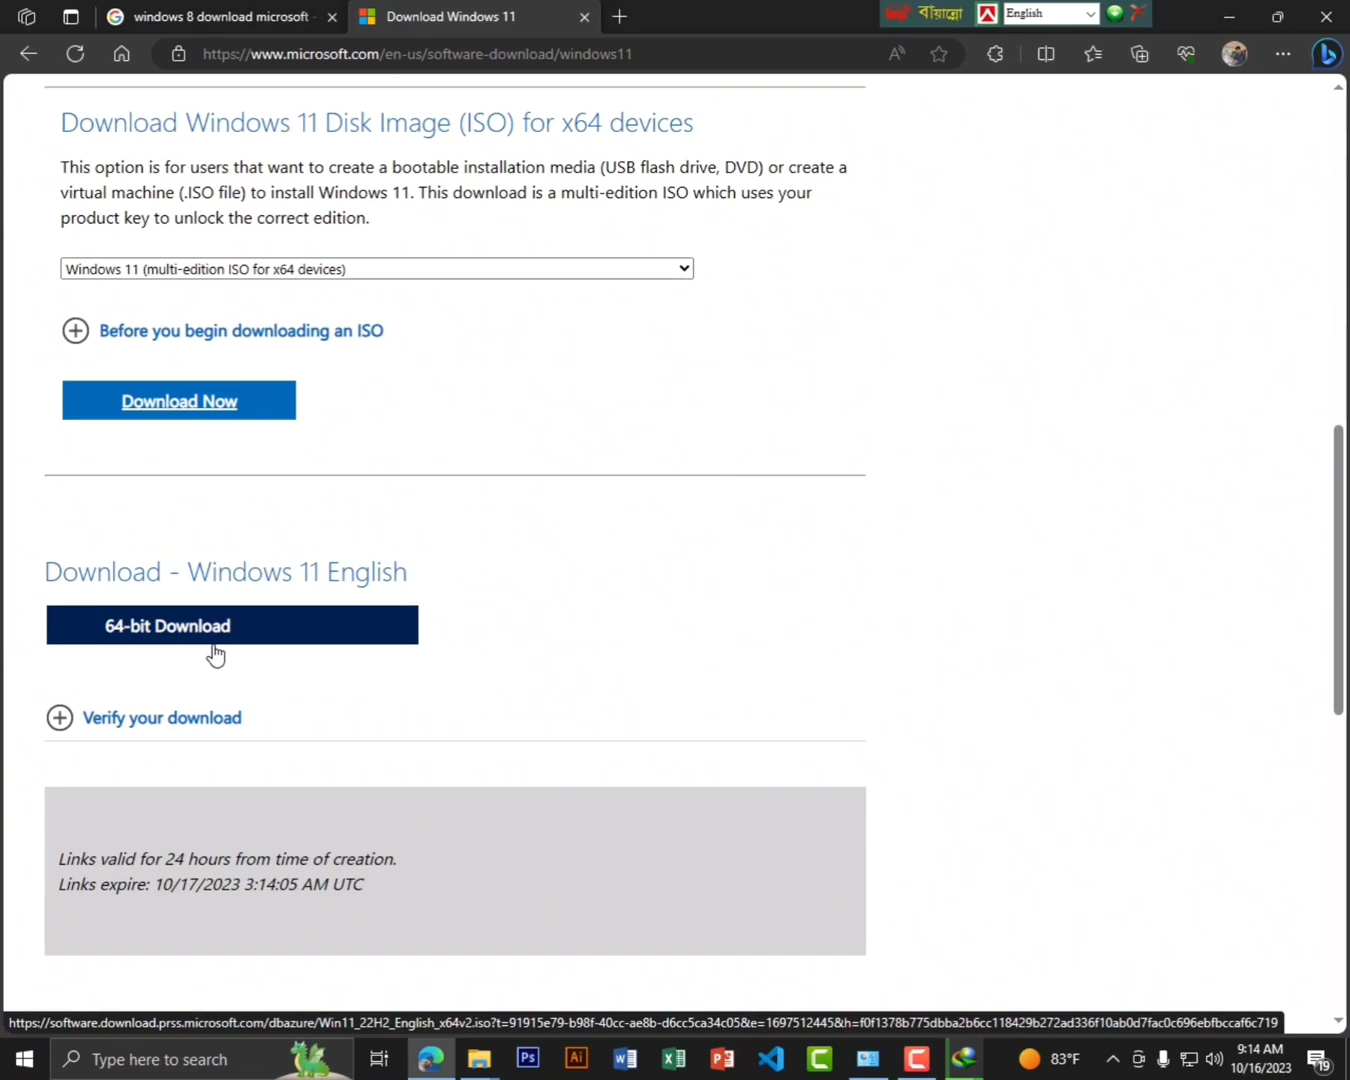 windows 8 download microsoft
Download Windows 11
বায়ান্নো
English
https://www.microsoft.com/en-us/software-download/windows11
Download Windows 11 Disk Image (ISO) for x64 devices
This option is for users that want to create a bootable installation media (USB flash drive, DVD) or create a
virtual machine (.ISO file) to install Windows 11. This download is a multi-edition ISO which uses your
product key to unlock the correct edition.
Windows 11 (multi-edition ISO for x64 devices)
Before you begin downloading an ISO
Download Now
Download - Windows 11 English
64-bit Download
Verify your download
Links valid for 24 hours from time of creation.
Links expire: 10/17/2023 3:14:05 AM UTC
https://software.download.prss.microsoft.com/dbazure/Win11_22H2_English_x64v2.iso?t=91915e79-b98f-40cc-ae8b-d6cc5ca34c05&e=1697512445&h=f0f1378b775dbba2b6cc118429b272ad336f10ab0d7fac0c696ebfbccaf6c719
Type here to search
Ps
Ai
83°F
9:14 AM
10/16/2023
19